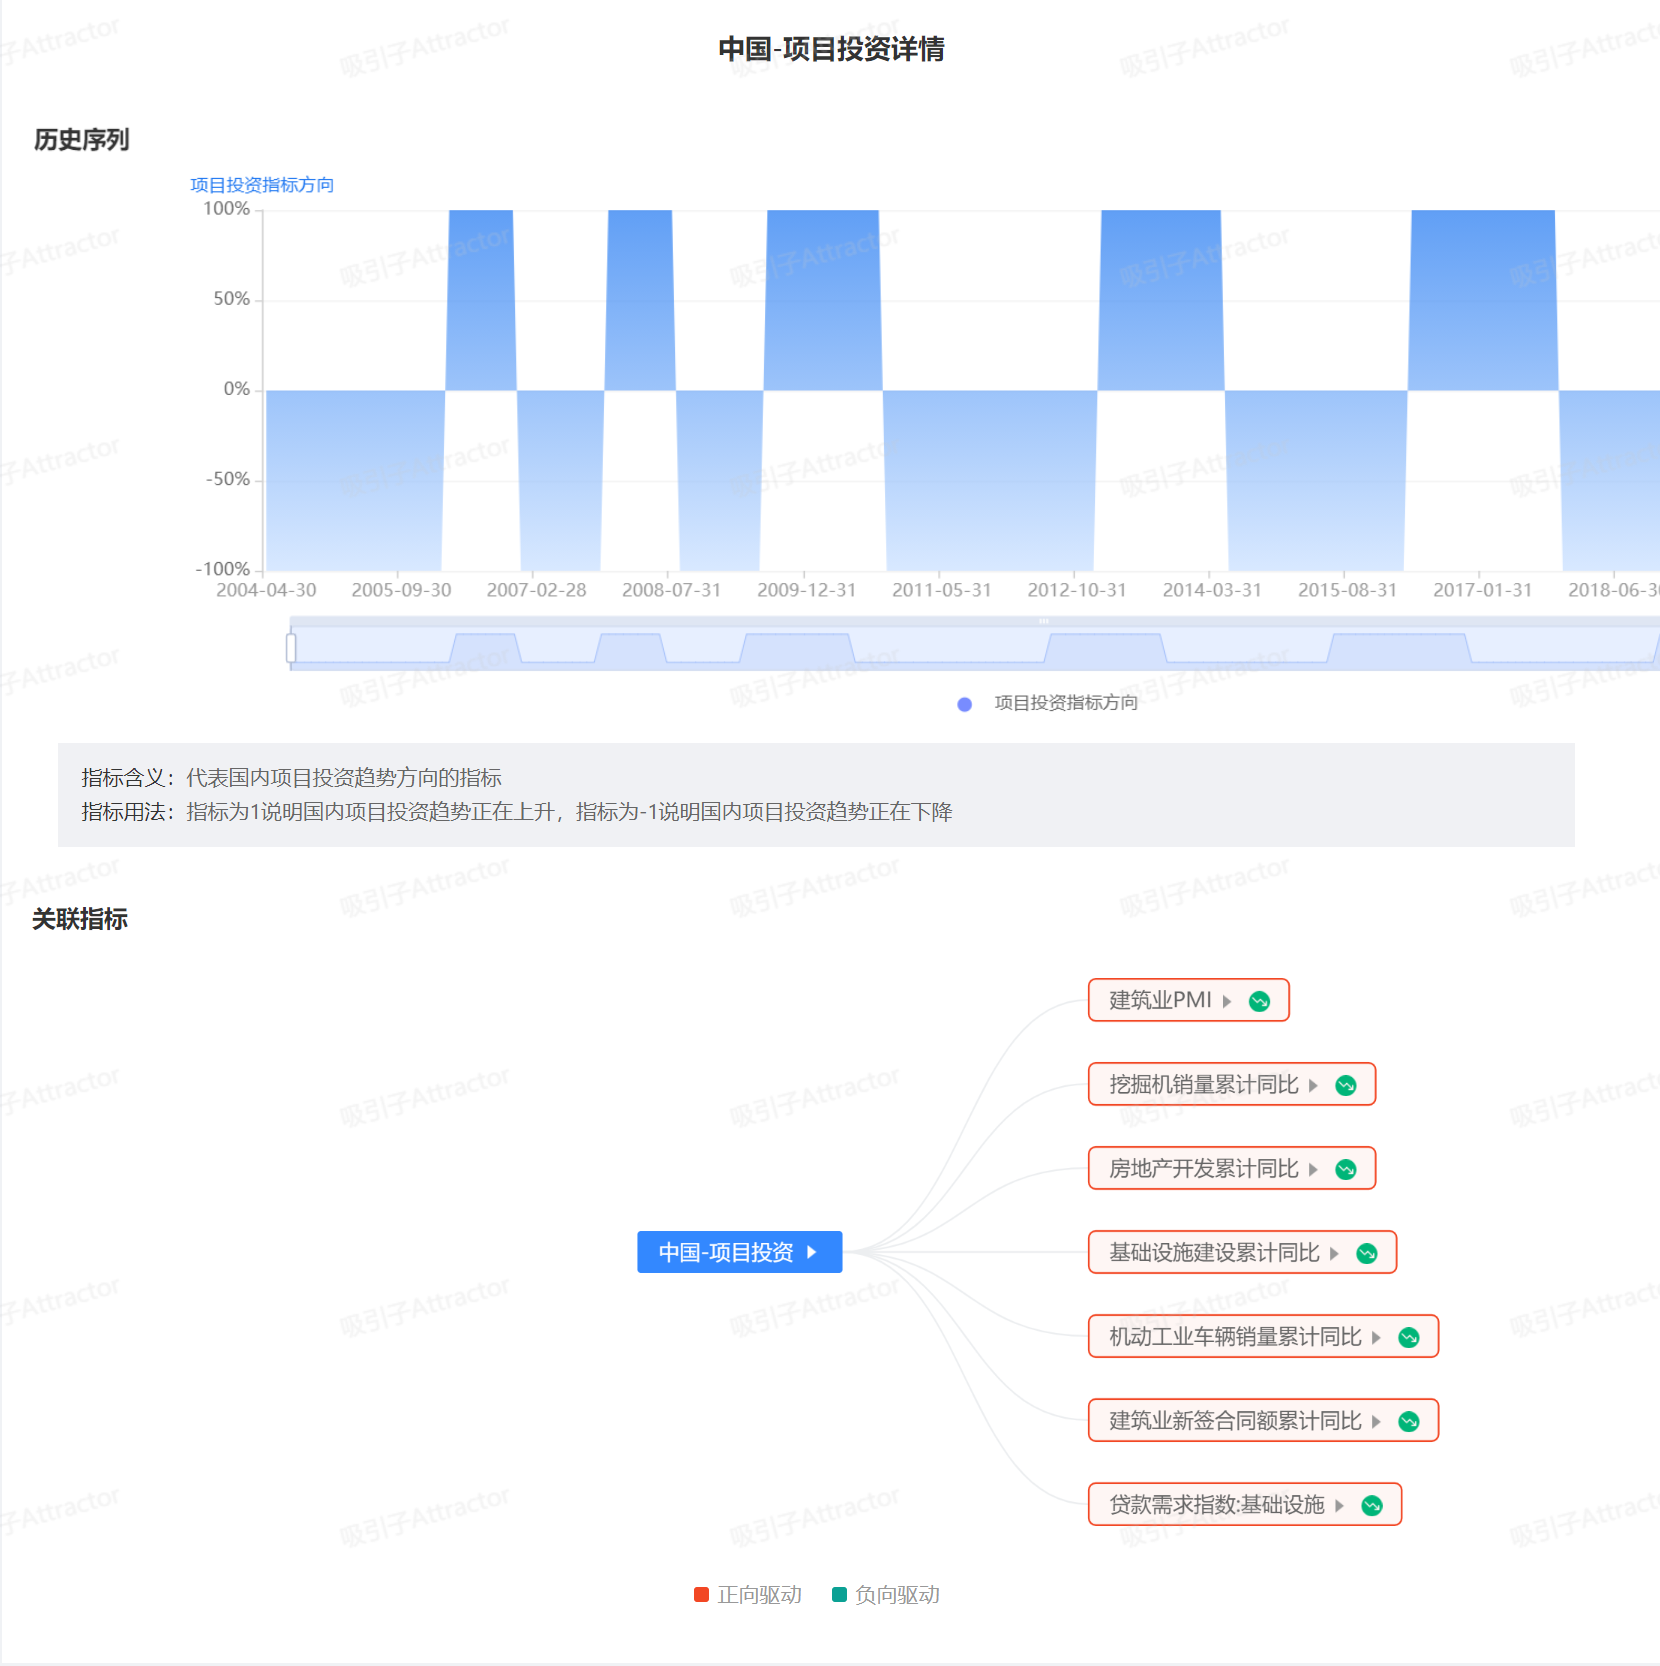 中国-项目投资详情
历史序列
项目投资指标方向
100%
50%
0%
-50%
-100%
2004-04-30 2005-09-30 2007-02-28 2008-07-31 2009-12-31 2011-05-31 2012-10-31 2014-03-31 2015-08-31 2017-01-31 2018-06-30
项目投资指标方向
指标含义：代表国内项目投资趋势方向的指标
指标用法：指标为1说明国内项目投资趋势正在上升，指标为-1说明国内项目投资趋势正在下降
关联指标
建筑业PMI
挖掘机销量累计同比
房地产开发累计同比
中国-项目投资
基础设施建设累计同比
机动工业车辆销量累计同比
建筑业新签合同额累计同比
贷款需求指数:基础设施
正向驱动 负向驱动
吸引子Attractor